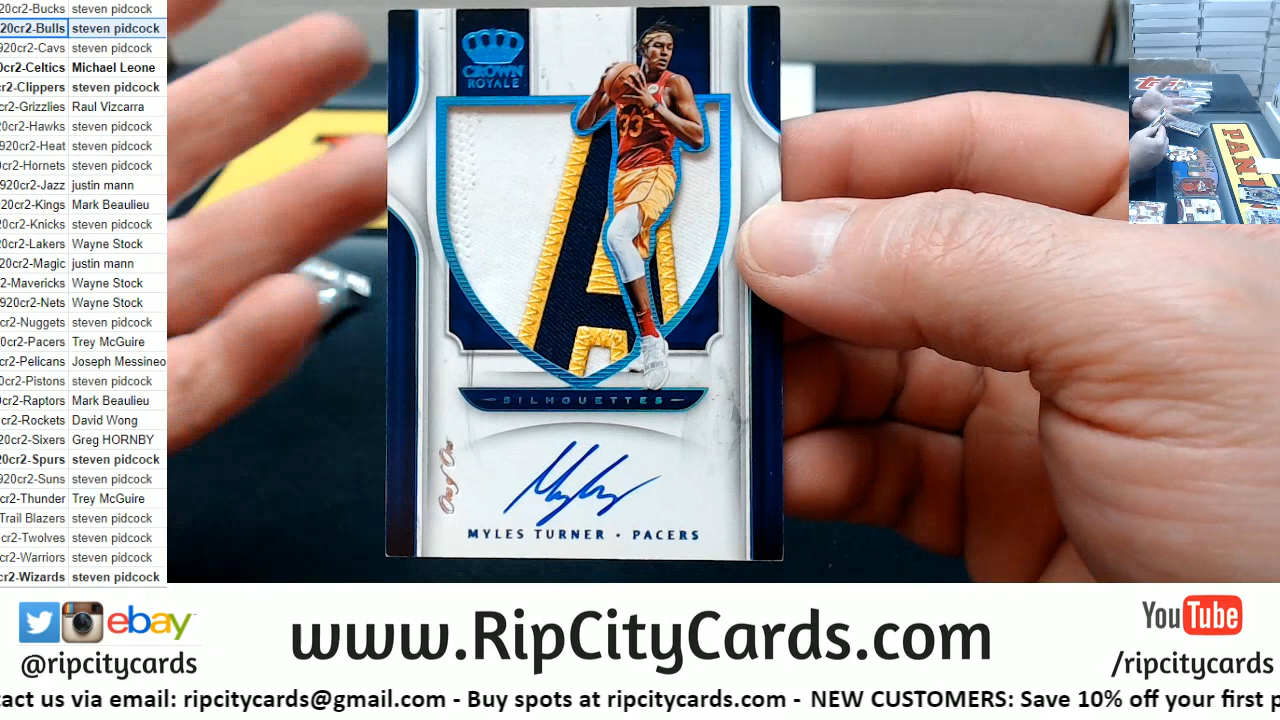 20cr2-Bucks steven pidcock
20cr2-Bulls steven pidcock
920cr2-Cavs steven pidcock
0cr2-Celtics Michael Leone
cr2-Clippers steven pidcock
cr2-Grizzlies Raul Vizcarra
0cr2-Hawks steven pidcock
920cr2-Heat steven pidcock
0cr2-Hornets steven pidcock
920cr2-Jazz justin mann
920cr2-Kings Mark Beaulieu
0cr2-Knicks steven pidcock
20cr2-Lakers Wayne Stock
20cr2-Magic justin mann
2-Mavericks Wayne Stock
920cr2-Nets Wayne Stock
cr2-Nuggets steven pidcock
0cr2-Pacers Trey McGuire
cr2-Pelicans Joseph Messineo
0cr2-Pistons steven pidcock
0cr2-Raptors Mark Beaulieu
cr2-Rockets David Wong
20cr2-Sixers Greg HORNBY
20cr2-Spurs steven pidcock
920cr2-Suns steven pidcock
cr2-Thunder Trey McGuire
Trail Blazers steven pidcock
cr2-Twolves steven pidcock
cr2-Warriors steven pidcock
cr2-Wizards steven pidcock
CROWN
ROYALE
33
A
SILHOUETTES
One of One
MYLES TURNER • PACERS
PANINI
ebay
@ripcitycards
www.RipCityCards.com
YouTube
/ripcitycards
tact us via email: ripcitycards@gmail.com - Buy spots at ripcitycards.com - NEW CUSTOMERS: Save 10% off your first p